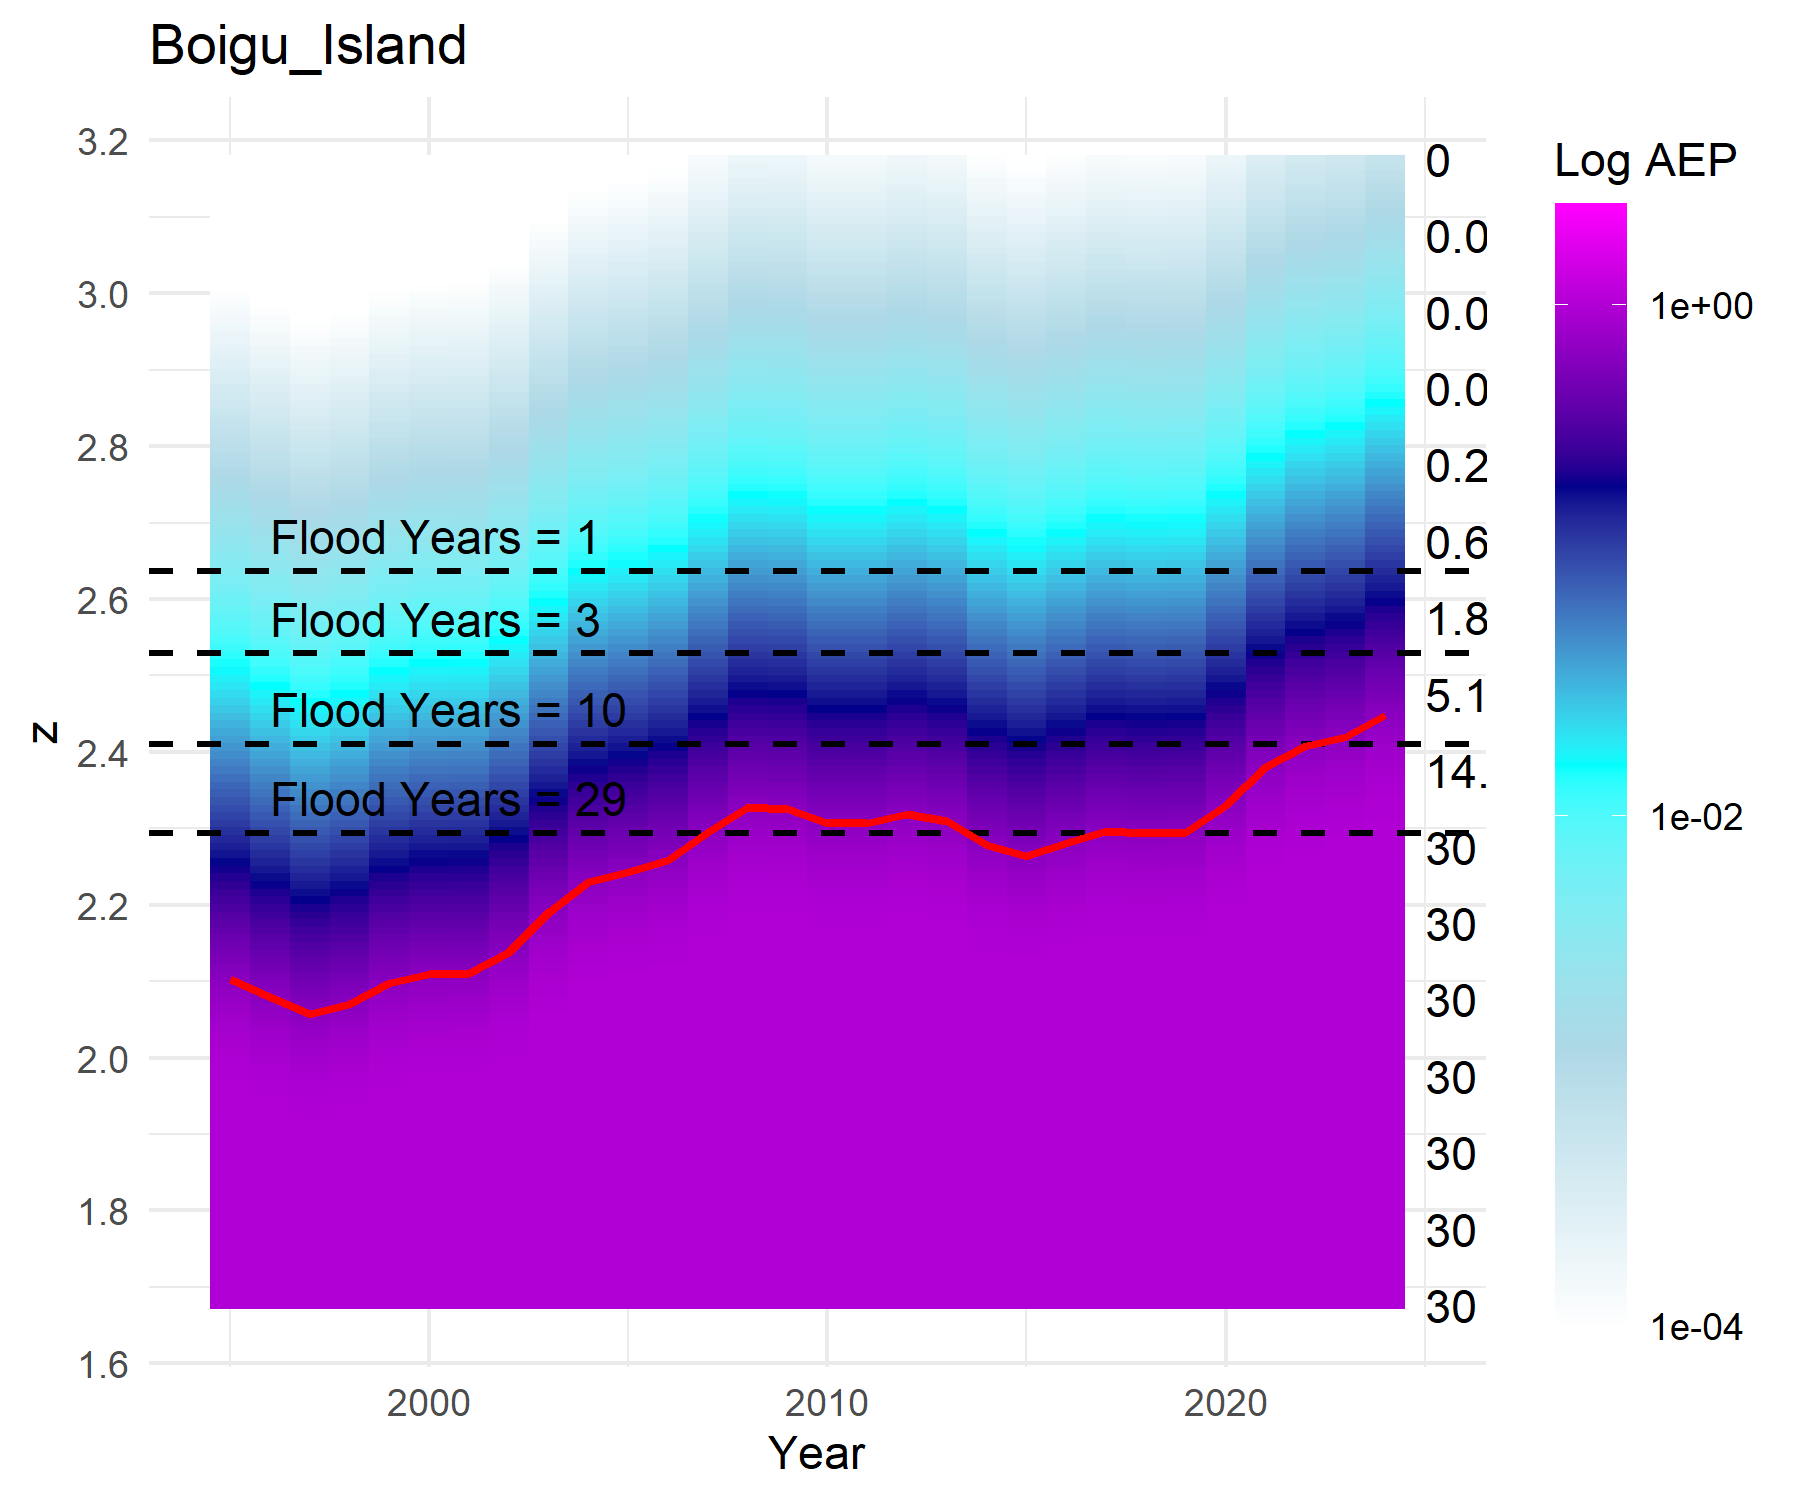 Boigu_Island
Log AEP
3.2
3.0
2.8
2.6
2.4
2.2
2.0
1.8
1.6
z
Flood Years = 1
Flood Years = 3
Flood Years = 10
Flood Years = 29
0
0.0
0.0
0.0
0.2
0.6
1.8
5.1
14.
30
30
30
30
30
30
30
1e+00
1e-02
1e-04
2000 2010 2020
Year